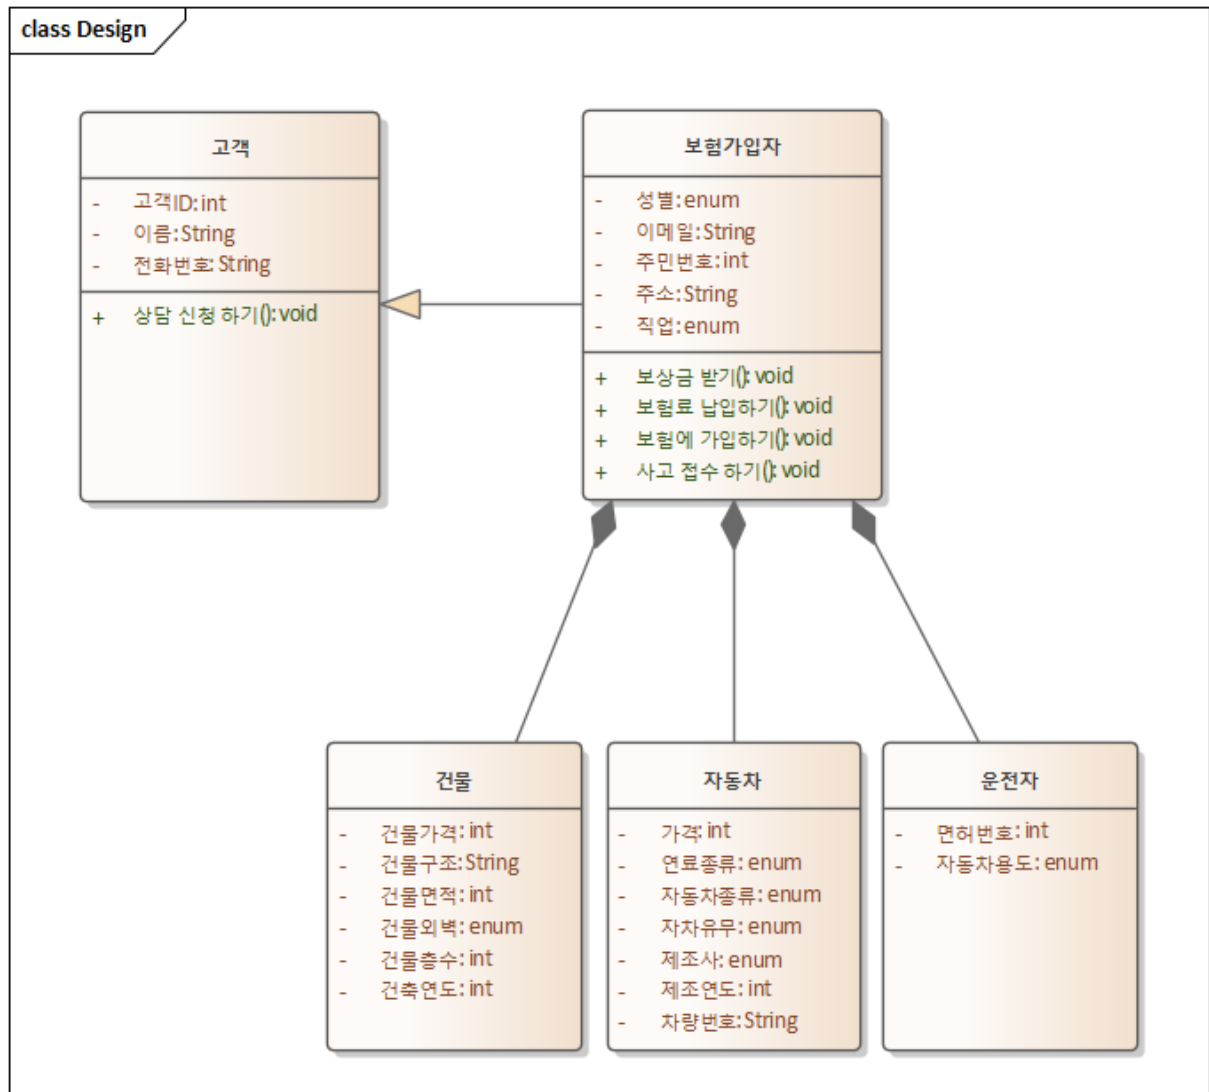 class Design
고객
- 고객ID: int
- 이름: String
- 전화번호: String
+ 상담 신청 하기(): void
보험가입자
- 성별: enum
- 이메일: String
- 주민번호: int
- 주소: String
- 직업: enum
+ 보상금 받기(): void
+ 보험료 납입하기(): void
+ 보험에 가입하기(): void
+ 사고 접수 하기(): void
건물
- 건물가격: int
- 건물구조: String
- 건물면적: int
- 건물외벽: enum
- 건물층수: int
- 건축연도: int
자동차
- 가격: int
- 연료종류: enum
- 자동차종류: enum
- 자차유무: enum
- 제조사: enum
- 제조연도: int
- 차량번호: String
운전자
- 면허번호: int
- 자동차용도: enum